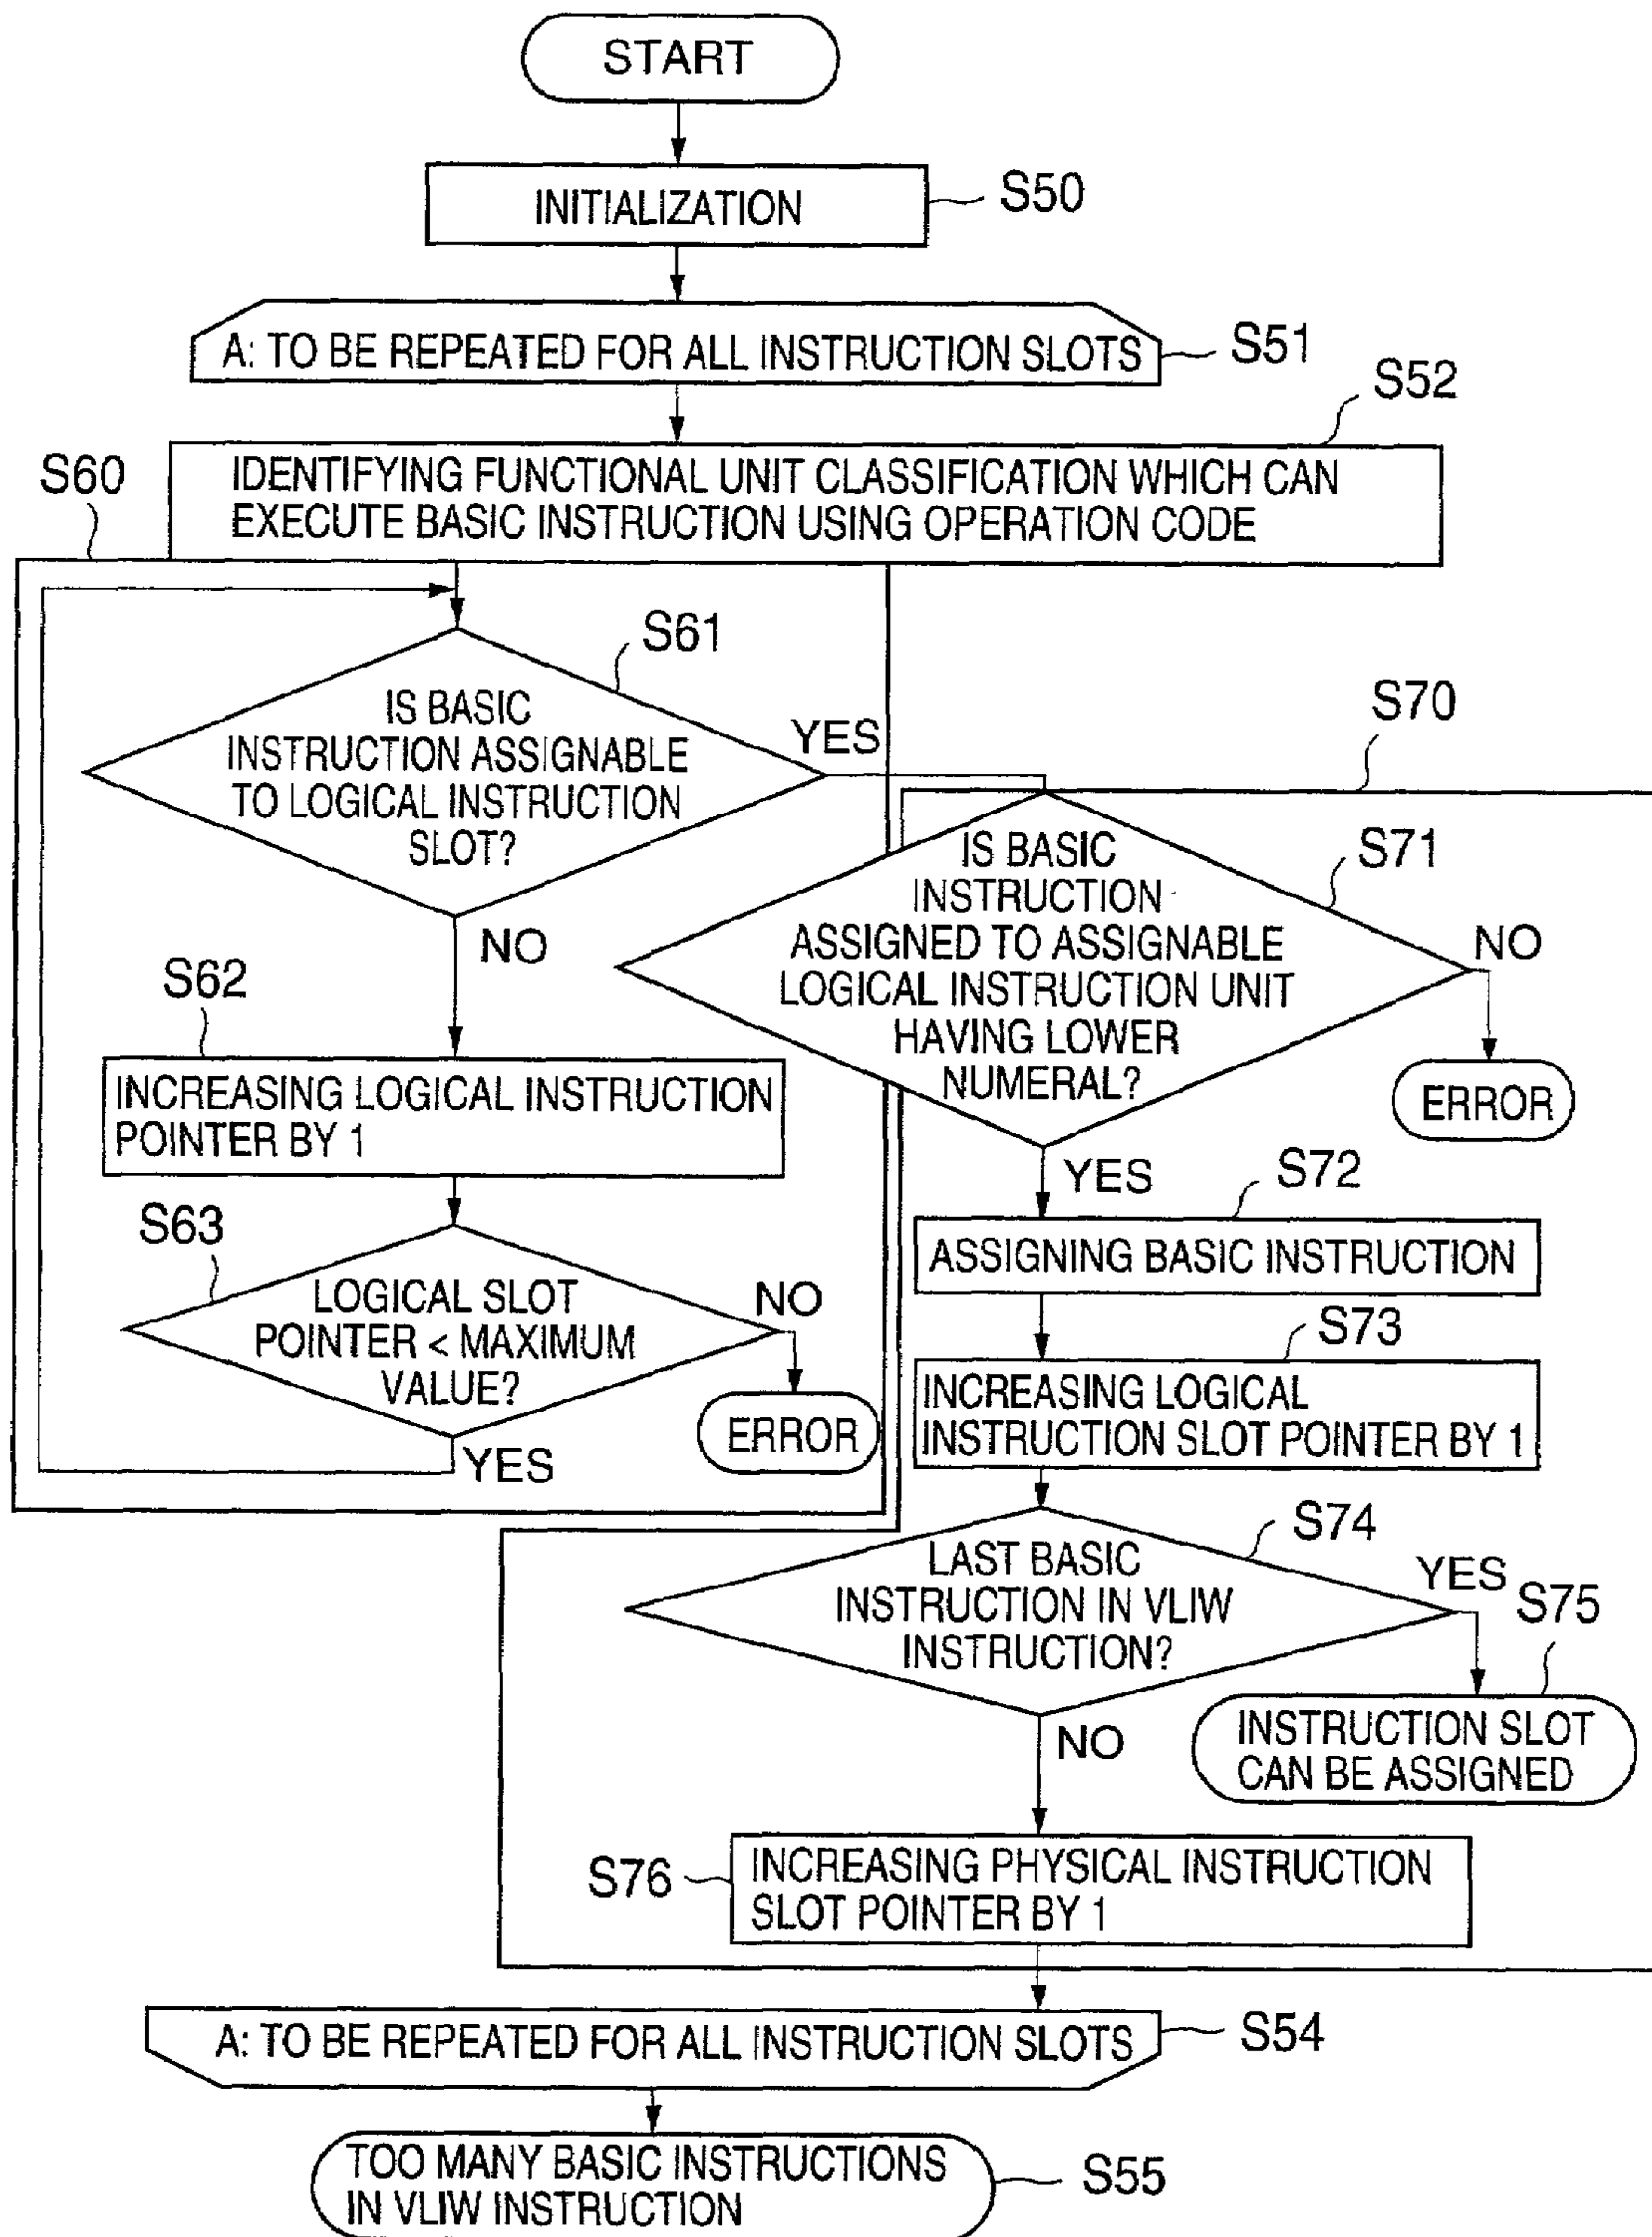 START
INITIALIZATION
S50
A: TO BE REPEATED FOR ALL INSTRUCTION SLOTS
S51
S52
IDENTIFYING FUNCTIONAL UNIT CLASSIFICATION WHICH CAN
EXECUTE BASIC INSTRUCTION USING OPERATION CODE
S60
S61
IS BASIC
INSTRUCTION ASSIGNABLE
TO LOGICAL INSTRUCTION
SLOT?
YES
NO
S62
INCREASING LOGICAL INSTRUCTION
POINTER BY 1
S63
LOGICAL SLOT
POINTER < MAXIMUM
VALUE?
NO
ERROR
YES
S70
S71
IS BASIC
INSTRUCTION
ASSIGNED TO ASSIGNABLE
LOGICAL INSTRUCTION UNIT
HAVING LOWER
NUMERAL?
NO
ERROR
YES
S72
ASSIGNING BASIC INSTRUCTION
S73
INCREASING LOGICAL
INSTRUCTION SLOT POINTER BY 1
S74
LAST BASIC
INSTRUCTION IN VLIW
INSTRUCTION?
YES
S75
INSTRUCTION SLOT
CAN BE ASSIGNED
NO
S76
INCREASING PHYSICAL INSTRUCTION
SLOT POINTER BY 1
A: TO BE REPEATED FOR ALL INSTRUCTION SLOTS
S54
TOO MANY BASIC INSTRUCTIONS
IN VLIW INSTRUCTION
S55